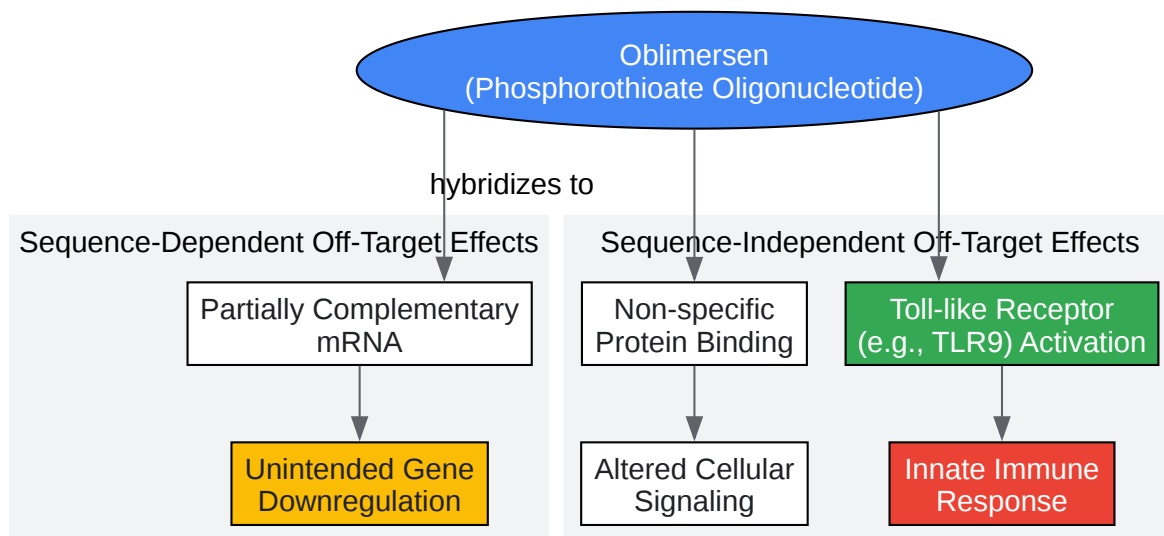 Oblimersen
(Phosphorothioate Oligonucleotide)
hybridizes to
Sequence-Dependent Off-Target Effects
Partially Complementary
mRNA
Unintended Gene
Downregulation
Sequence-Independent Off-Target Effects
Non-specific
Protein Binding
Altered Cellular
Signaling
Toll-like Receptor
(e.g., TLR9) Activation
Innate Immune
Response